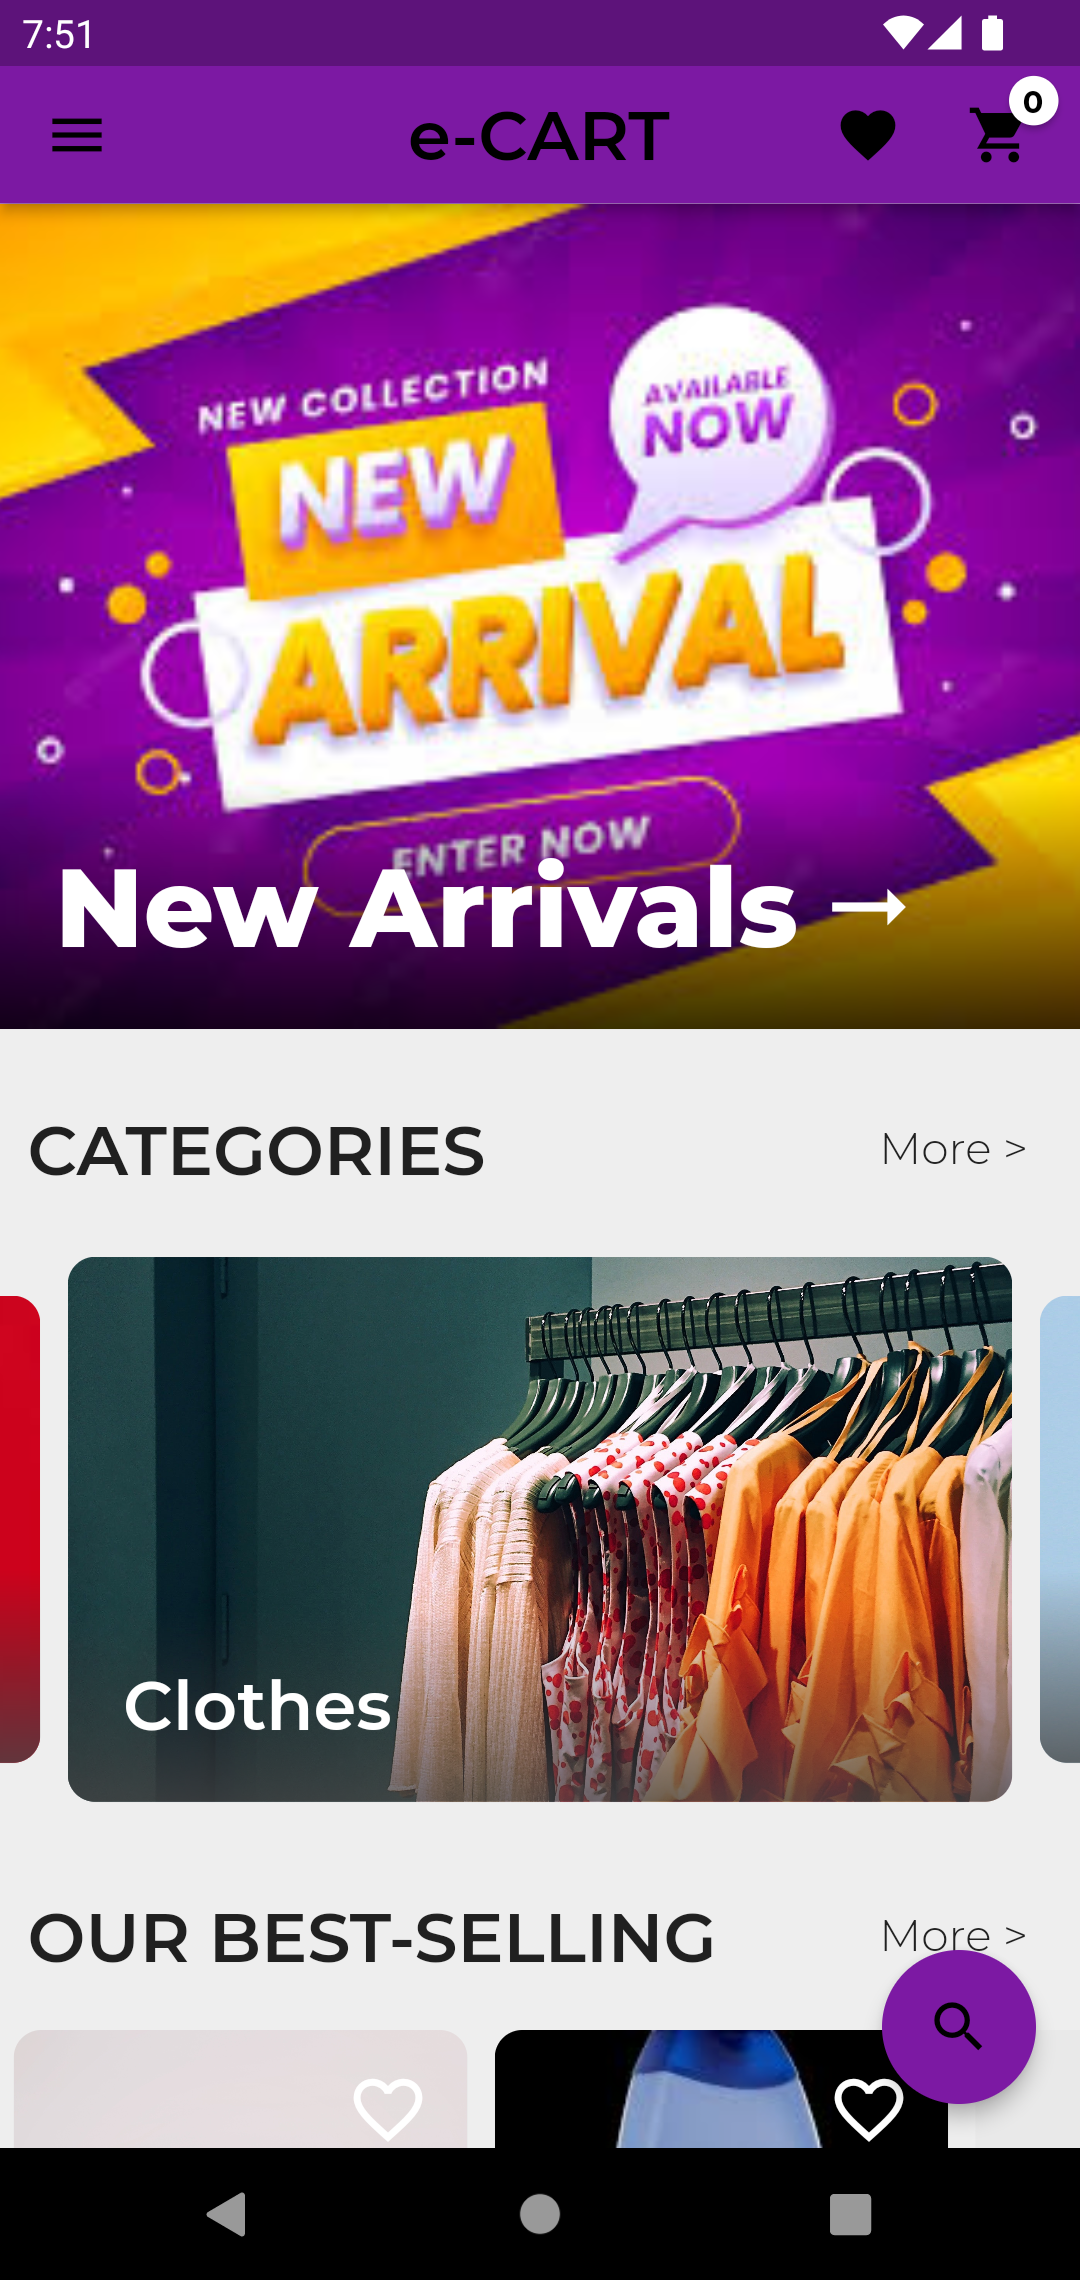 7:51
e-CART
0
NEW COLLECTION
AVAILABLE
NOW
NEW
ARRIVAL
ENTER NOW
New Arrivals
CATEGORIES
More >
Clothes
OUR BEST-SELLING
More >